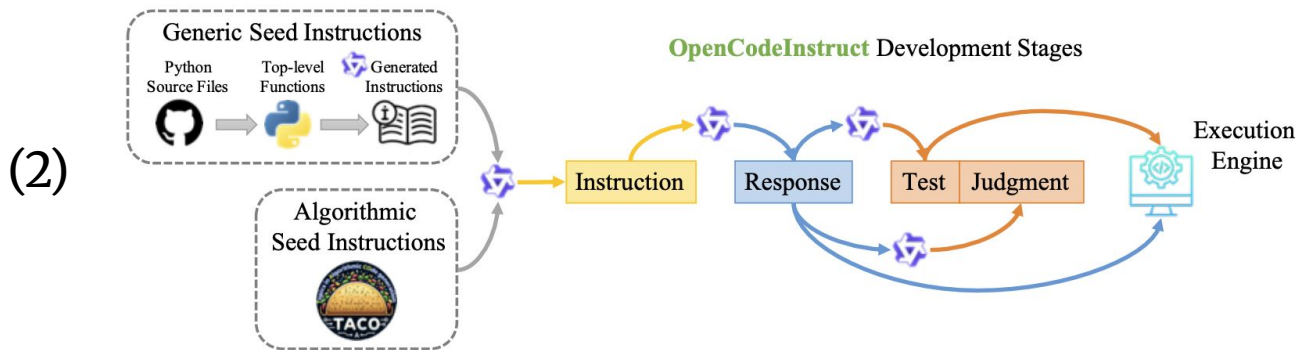 (2)
Generic Seed Instructions
Python
Source Files
Top-level
Functions
Generated
Instructions
Algorithmic
Seed Instructions
TACO
OpenCodeInstruct Development Stages
Instruction
Response
Test
Judgment
Execution
Engine